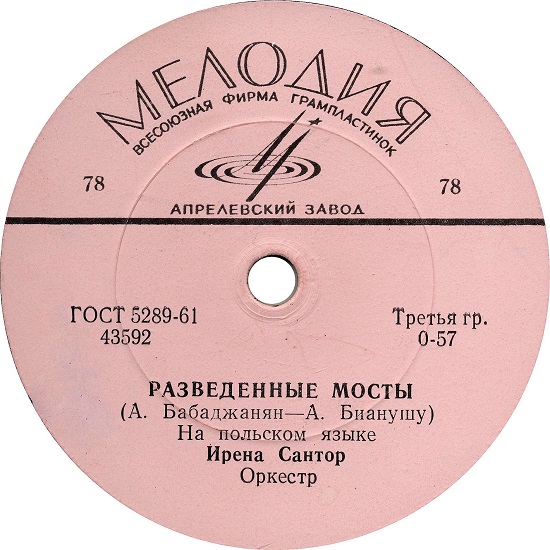 МЕЛОДИЯ
ВСЕСОЮЗНАЯ ФИРМА ГРАМПЛАСТИНОК
78
78
АПРЕЛЕВСКИЙ ЗАВОД
ГОСТ 5289-61
43592
Третья гр.
0-57
РАЗВЕДЕННЫЕ МОСТЫ
(А. Бабаджанян—А. Бианушу)
На польском языке
Ирена Сантор
Оркестр